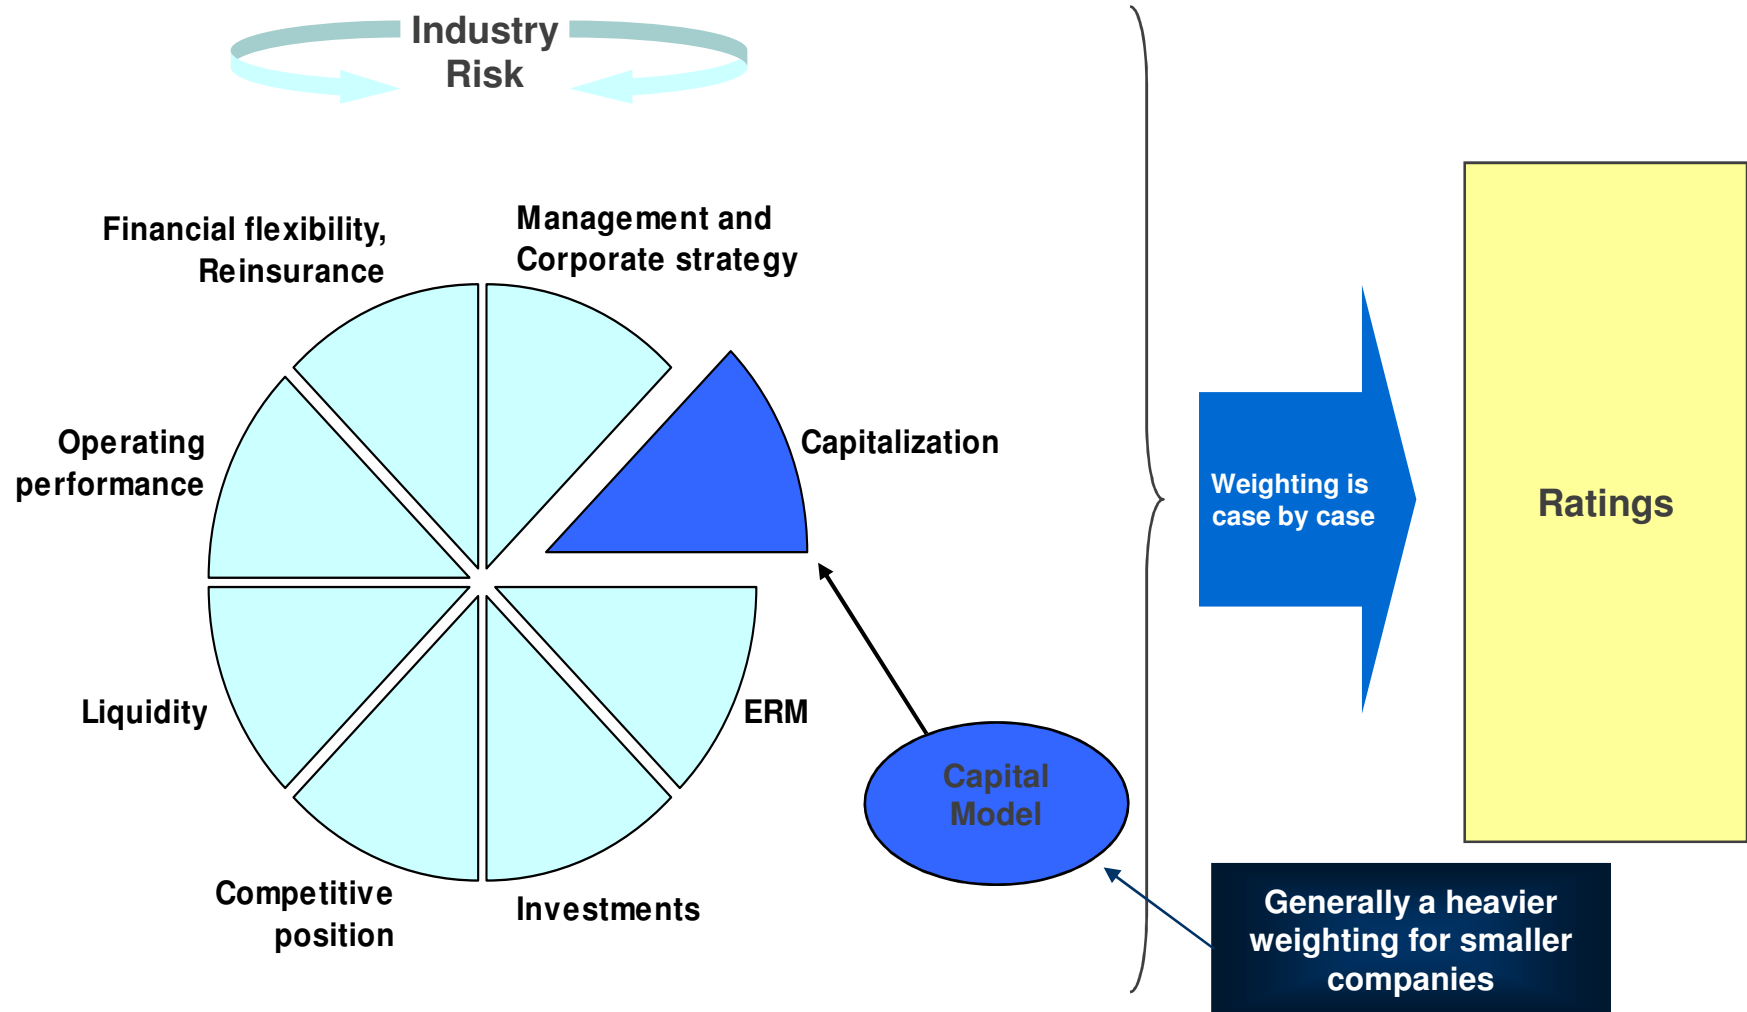 Industry
Risk
Financial flexibility,
Reinsurance
Management and
Corporate strategy
Operating
performance
Capitalization
Weighting is
case by case
Ratings
Liquidity
ERM
Capital
Model
Competitive
position
Investments
Generally a heavier
weighting for smaller
companies